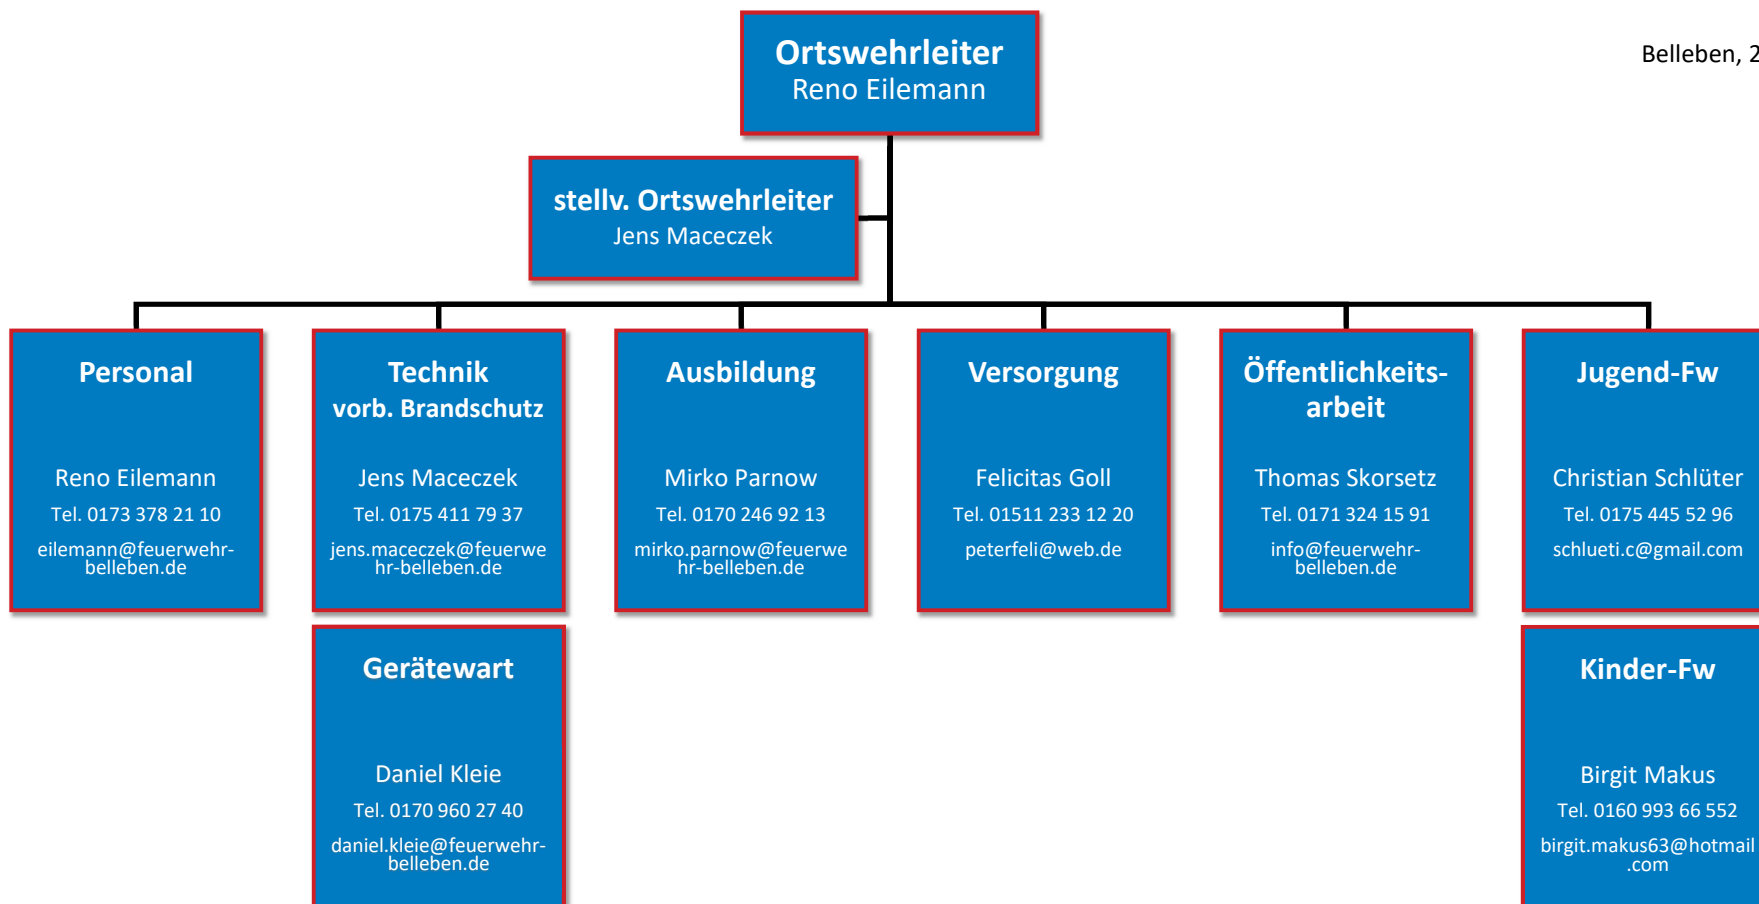 Ortswehrleiter
Reno Eilemann
Belleben, 2
stellv. Ortswehrleiter
Jens Maceczek
Personal
Reno Eilemann
Tel. 0173 378 21 10
eilemann@feuerwehr-
belleben.de
Technik
vorb. Brandschutz
Jens Maceczek
Tel. 0175 411 79 37
jens.maceczek@feuerwe
hr-belleben.de
Ausbildung
Mirko Parnow
Tel. 0170 246 92 13
mirko.parnow@feuerwe
hr-belleben.de
Versorgung
Felicitas Goll
Tel. 01511 233 12 20
peterfeli@web.de
Öffentlichkeits-
arbeit
Thomas Skorsetz
Tel. 0171 324 15 91
info@feuerwehr-
belleben.de
Jugend-Fw
Christian Schlüter
Tel. 0175 445 52 96
schlueti.c@gmail.com
Gerätewart
Daniel Kleie
Tel. 0170 960 27 40
daniel.kleie@feuerwehr-
belleben.de
Kinder-Fw
Birgit Makus
Tel. 0160 993 66 552
birgit.makus63@hotmail
.com